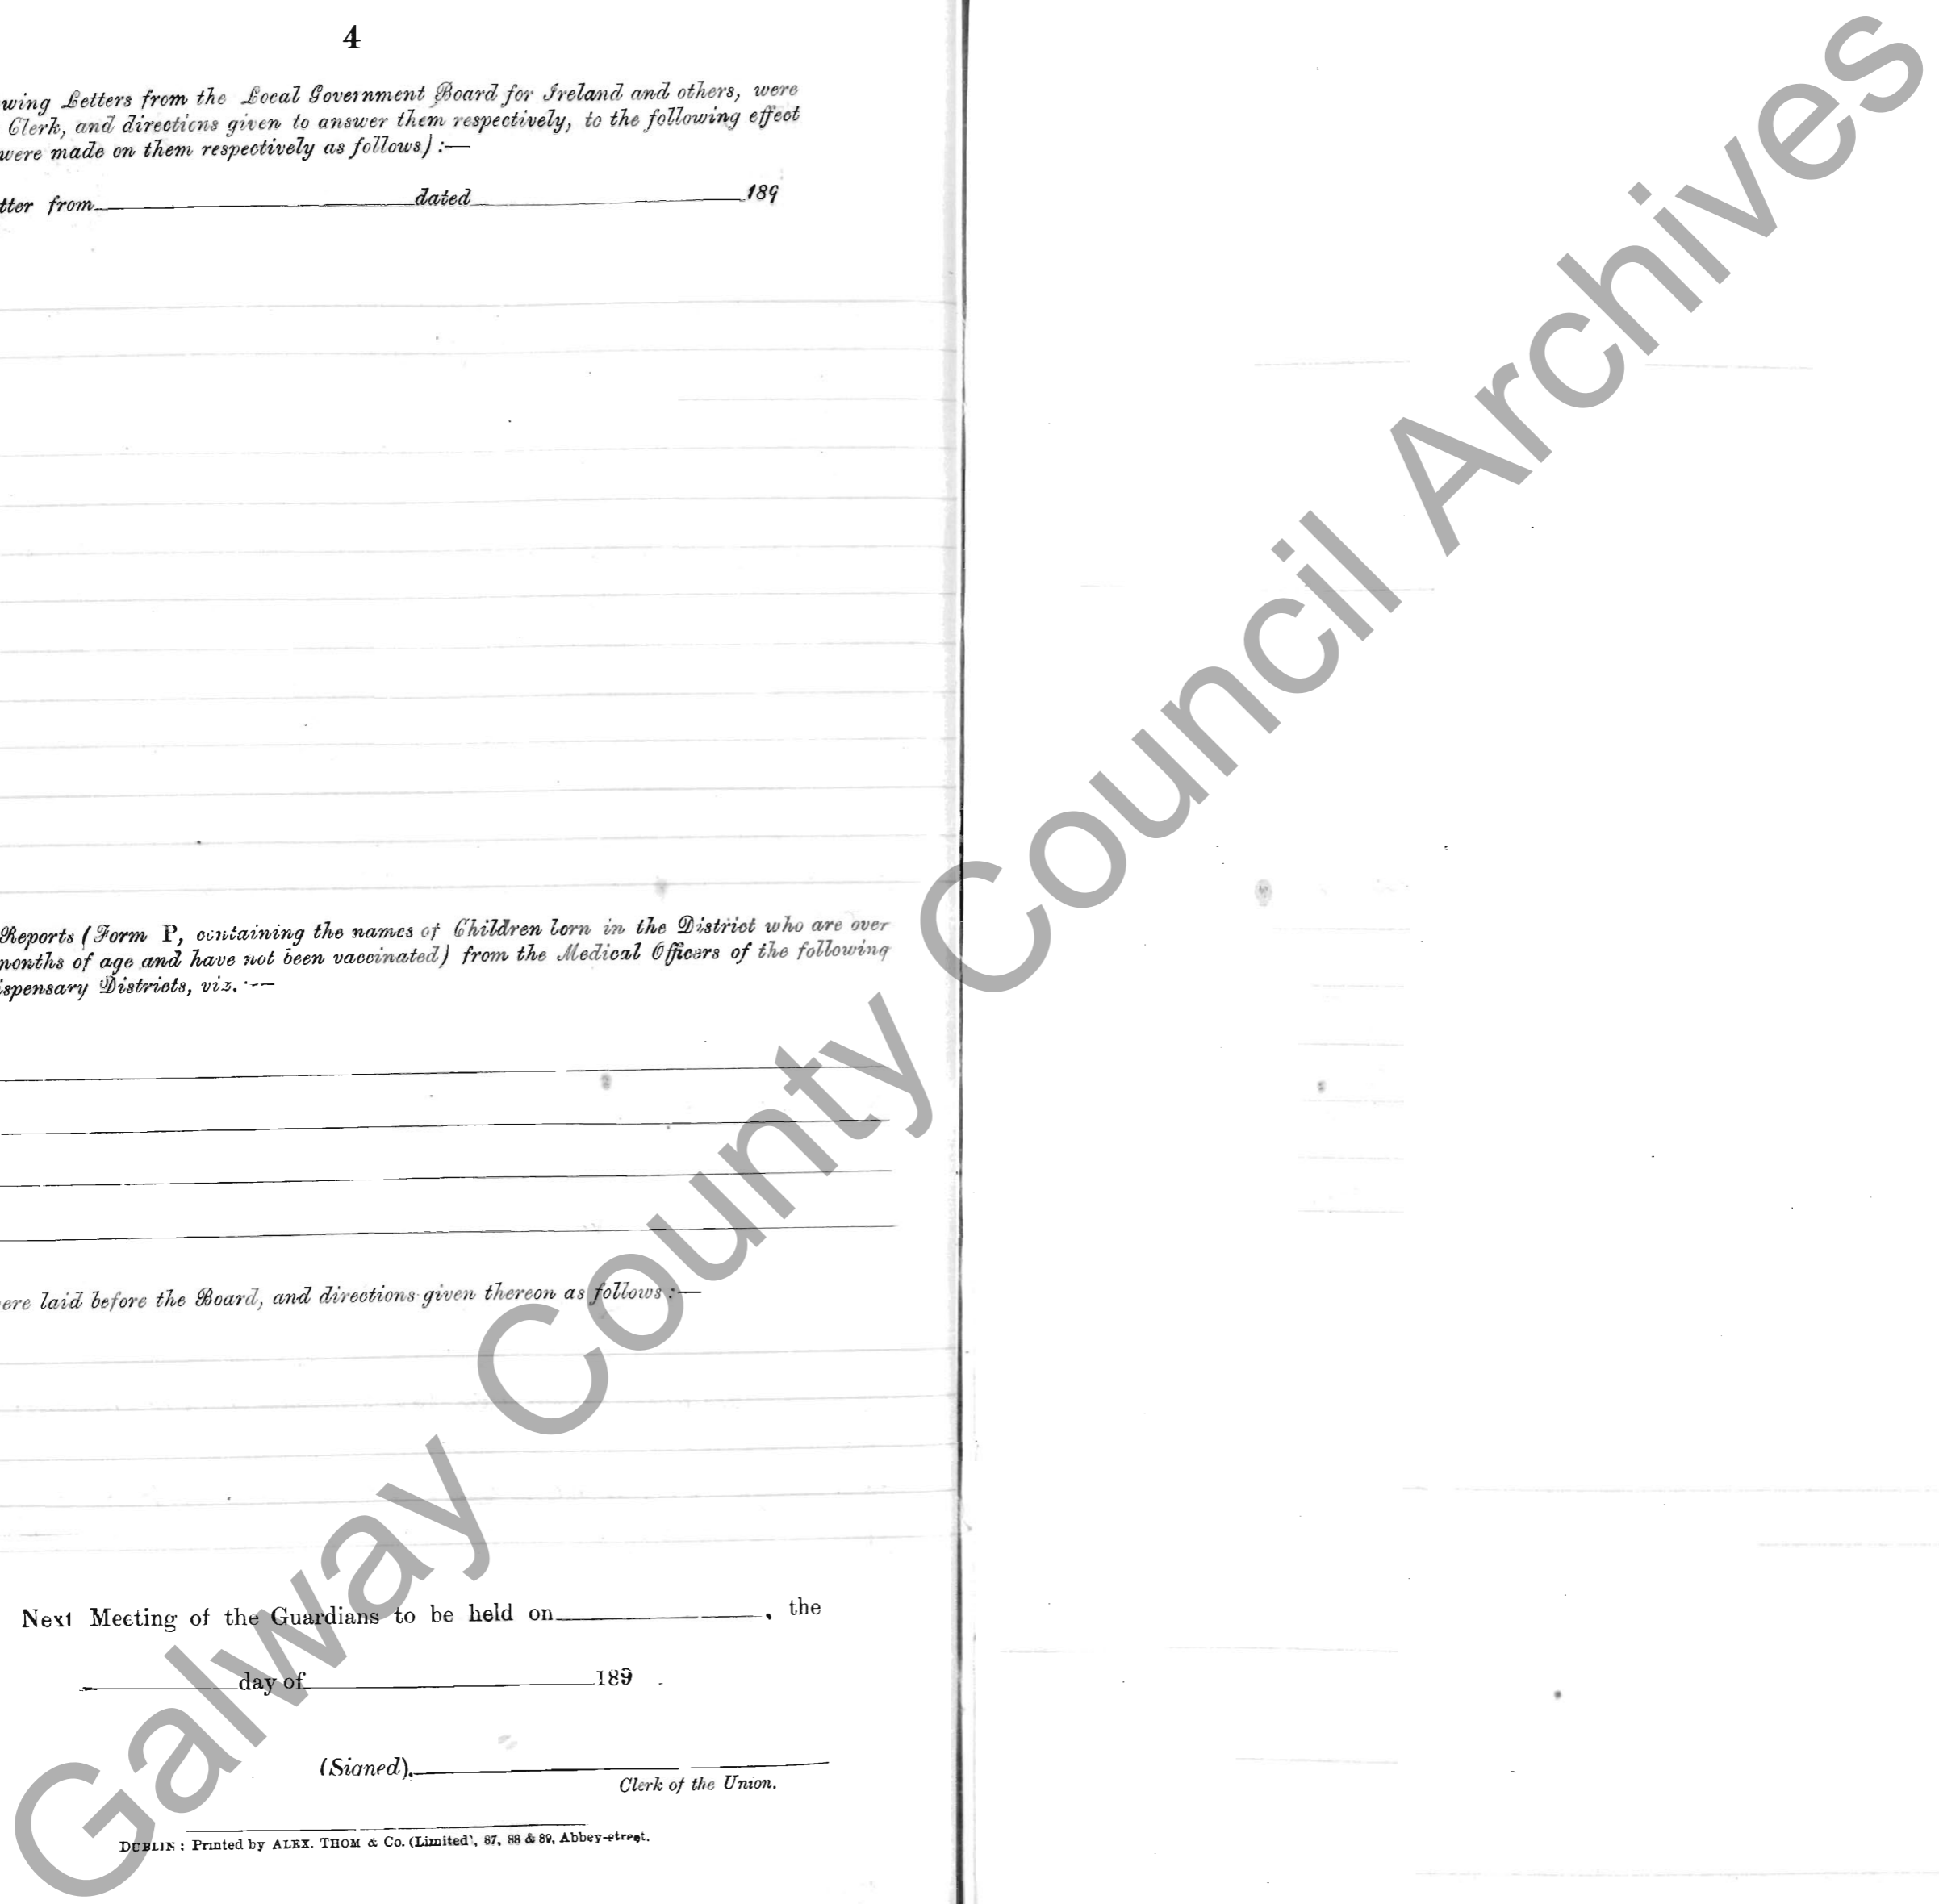 4
wing Letters from the Local Government Board for Ireland and others, were
Clerk, and directions given to answer them respectively, to the following effect
were made on them respectively as follows) :—
tter from dated 189
Reports (Form P, containing the names of Children born in the District who are over
months of age and have not been vaccinated) from the Medical Officers of the following
ispensary Districts, viz. :—
ere laid before the Board, and directions given thereon as follows :—
Next Meeting of the Guardians to be held on , the
day of 189 .
(Signed),
Clerk of the Union.
DUBLIN : Printed by ALEX. THOM & Co. (Limited), 87, 88 & 89, Abbey-street.
Galway County Council Archives